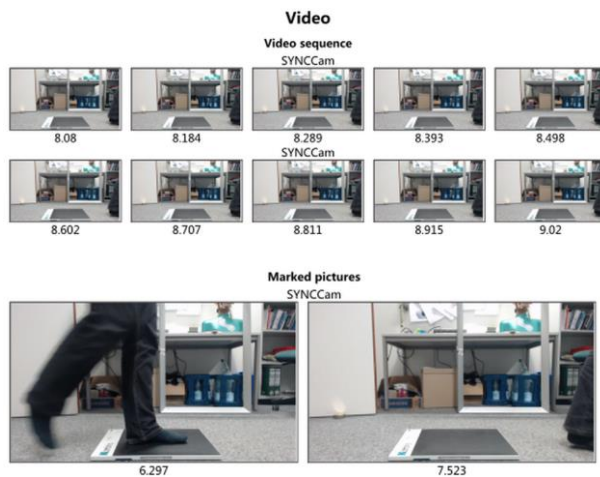 Video
Video sequence
SYNCCam
8.08 8.184 8.289 8.393 8.498
SYNCCam
8.602 8.707 8.811 8.915 9.02
Marked pictures
SYNCCam
6.297 7.523